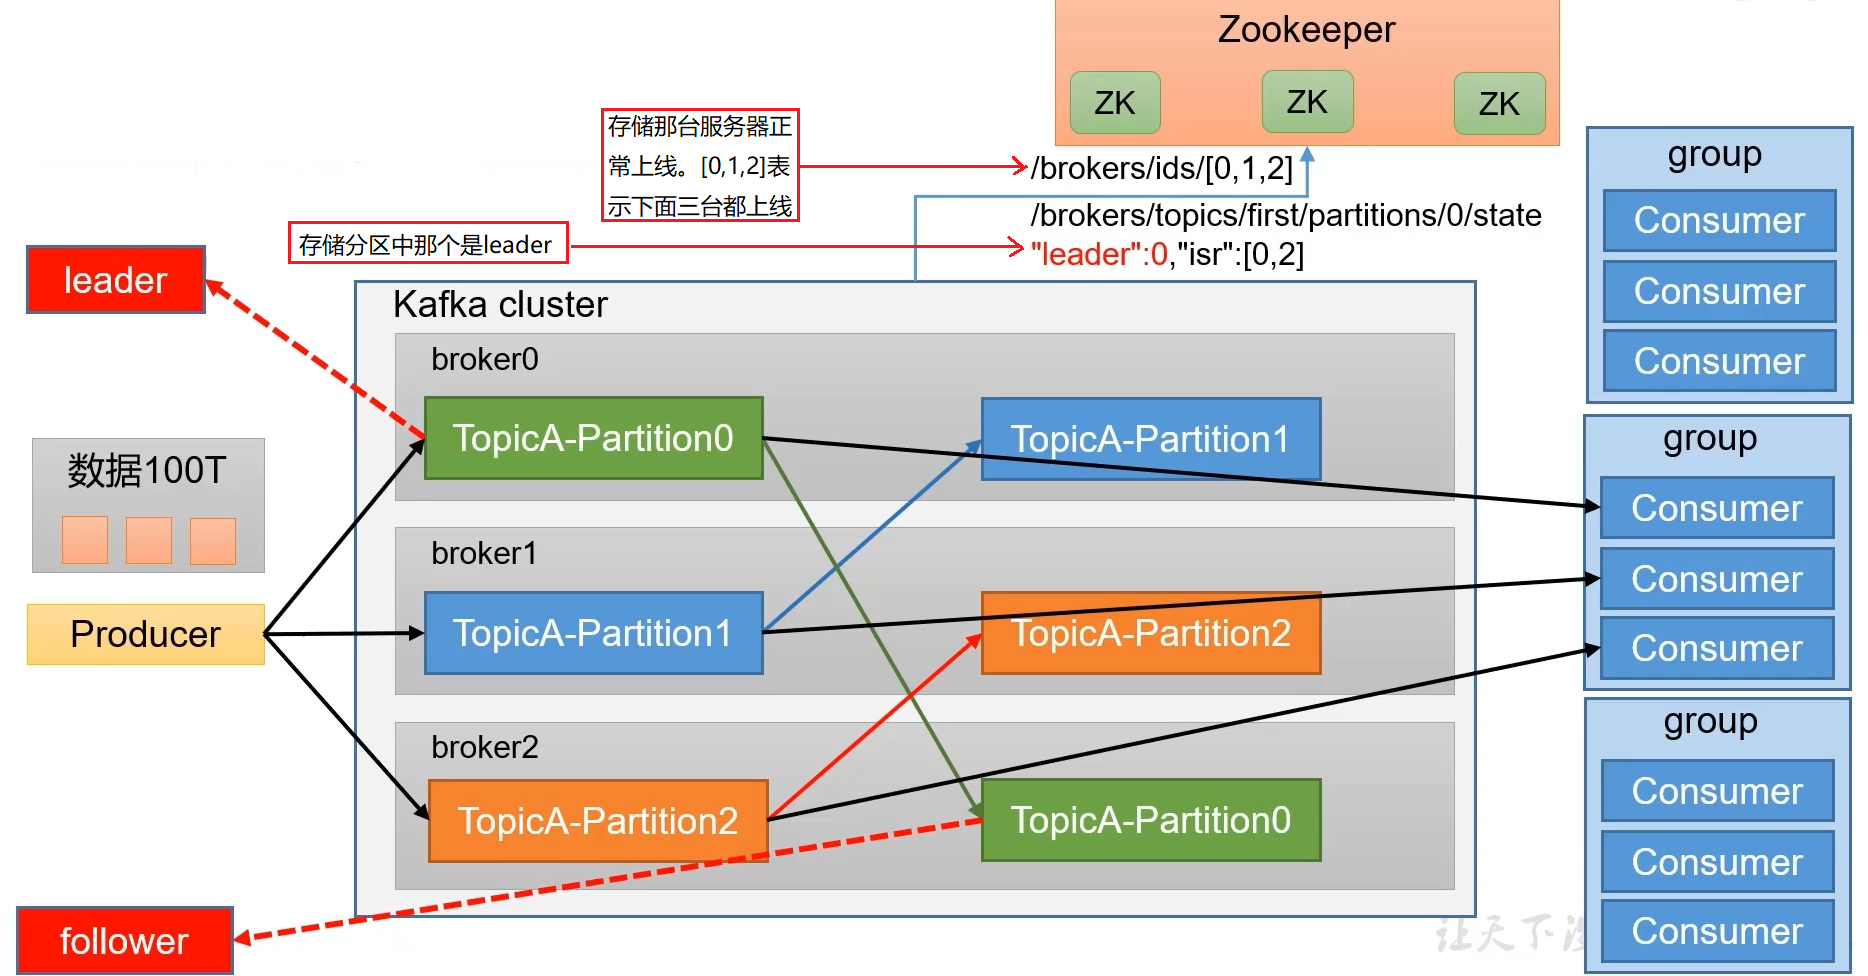 Zookeeper
ZK
ZK
ZK
存储那台服务器正
常上线。[0,1,2]表
示下面三台都上线
/brokers/ids/[0,1,2]
存储分区中那个是leader
/brokers/topics/first/partitions/0/state
"leader":0,"isr":[0,2]
leader
Kafka cluster
broker0
TopicA-Partition0
TopicA-Partition1
数据100T
Producer
broker1
TopicA-Partition1
TopicA-Partition2
broker2
TopicA-Partition2
TopicA-Partition0
follower
group
Consumer
Consumer
Consumer
group
Consumer
Consumer
Consumer
group
Consumer
Consumer
Consumer
让天下